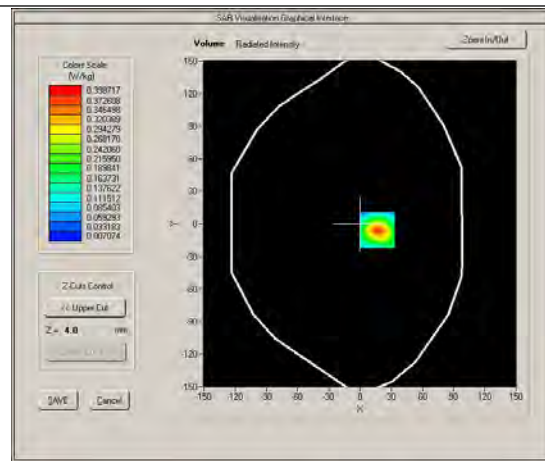 SAR Visualisation Graphical Interface
Volume Radiated Intensity
Zoom In/Out
Colors Scale
(W/kg)
0.398717
0.372608
0.346498
0.320389
0.294279
0.268170
0.242060
0.215950
0.189841
0.163731
0.137622
0.111512
0.085403
0.059293
0.033183
0.007074
150
120
90
60
30
0
-30
-60
-90
-120
-150
Y
-150 -120 -90 -60 -30 0 30 60 90 120 150
X
Z Cuts Control
Upper Cut
Z = 4.0 mm
SAVE
Cancel